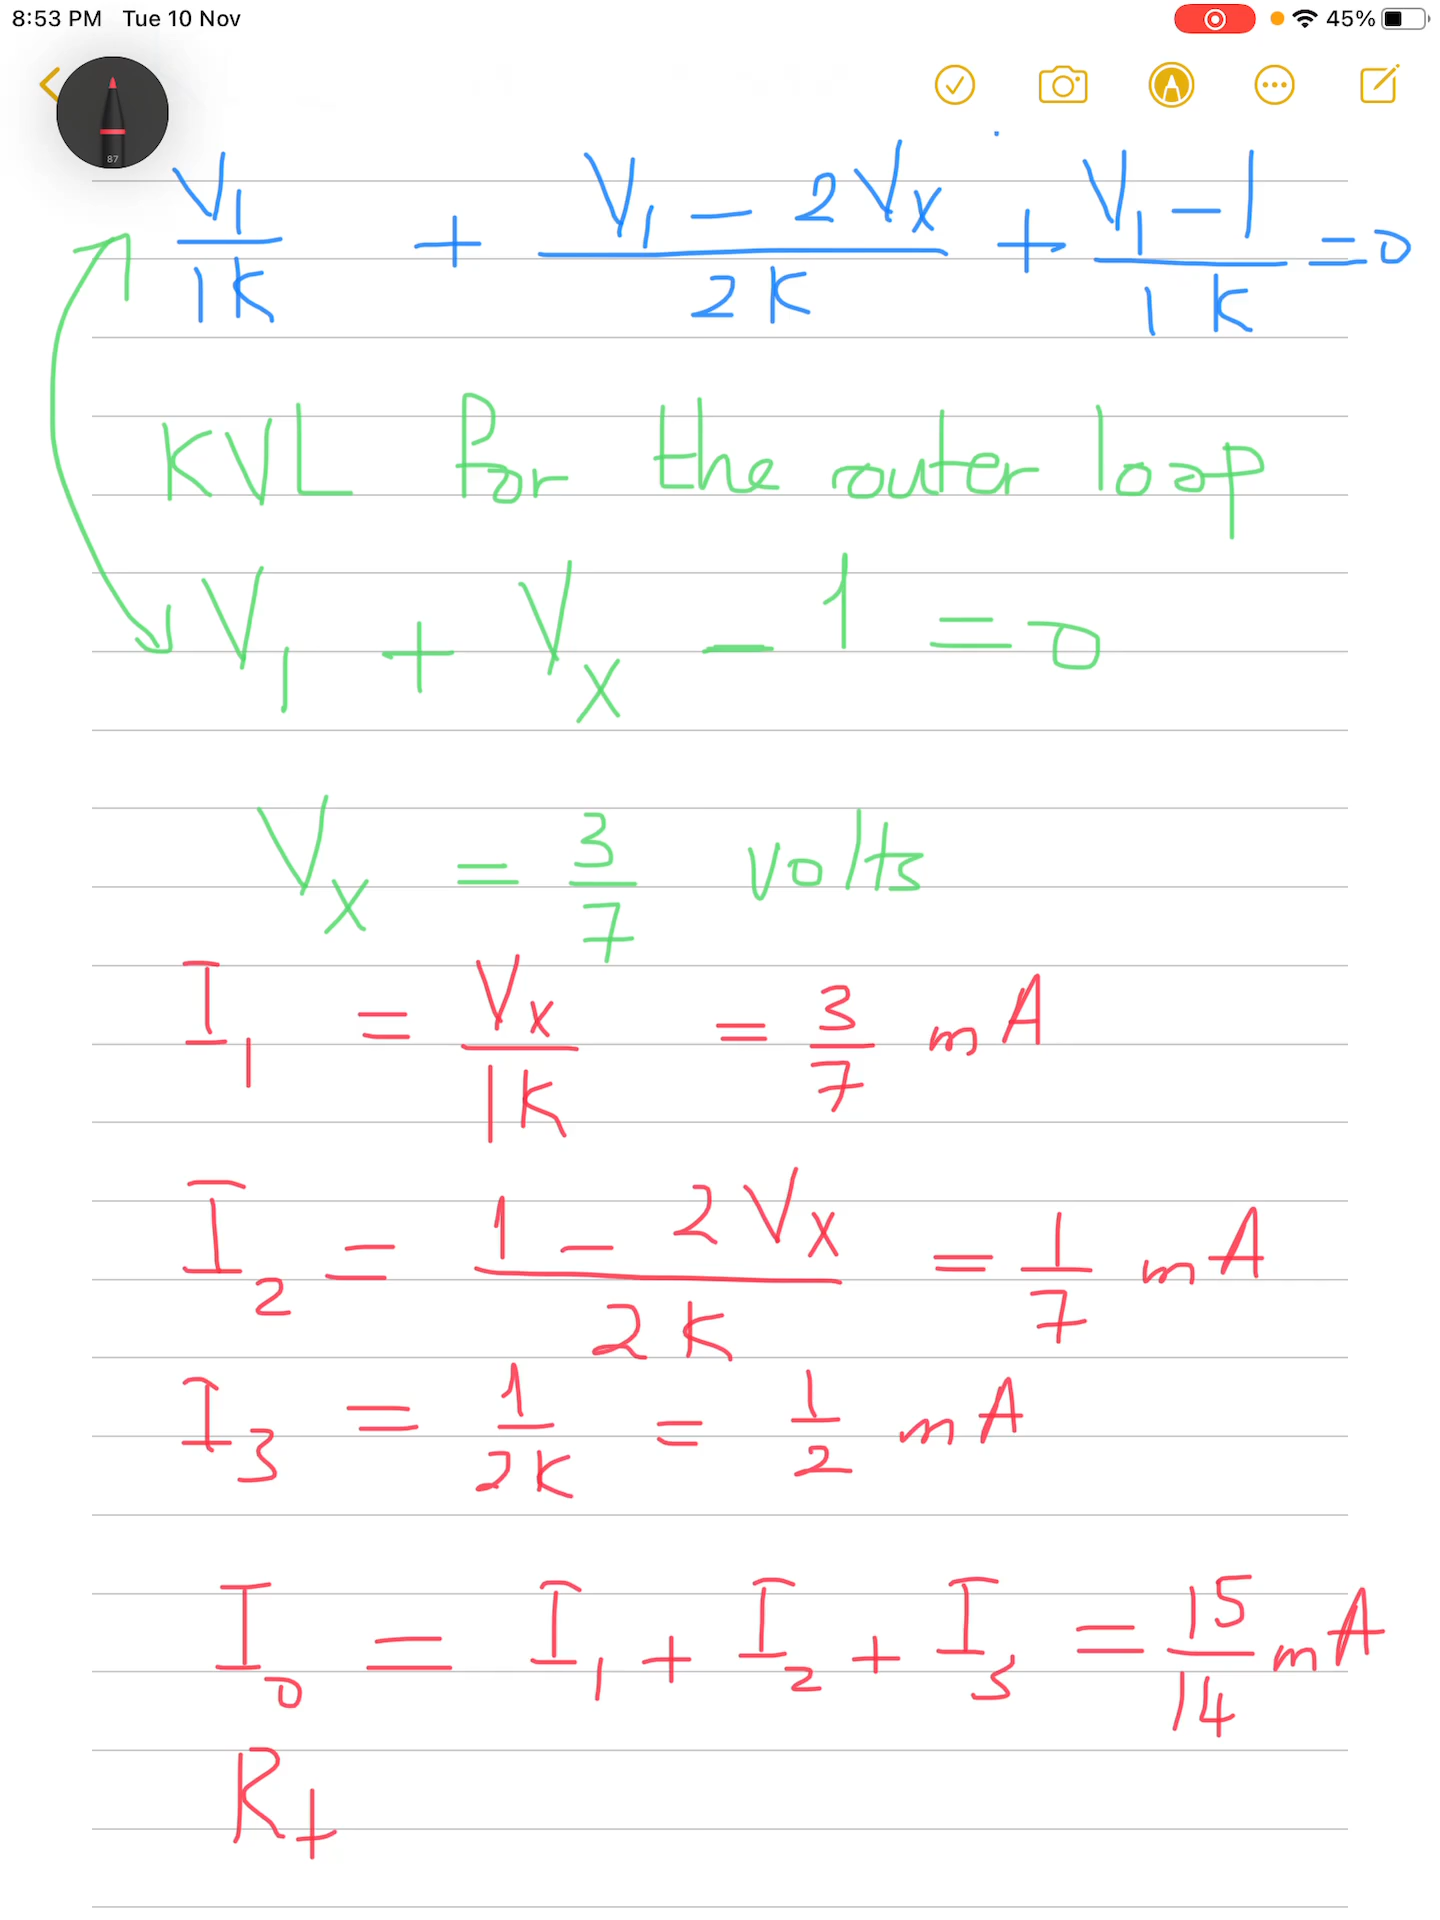 8:53 PM Tue 10 Nov 45%
87
V₁/1K + (V₁ - 2Vx)/2K + (V₁ - 1)/1K = 0
KVL for the outer loop
V₁ + Vx - 1 = 0
Vx = 3/7 volts
I₁ = Vx/1K = 3/7 mA
I₂ = (1 - 2Vx)/2K = 1/7 mA
I₃ = 1/2K = 1/2 mA
I₀ = I₁ + I₂ + I₃ = 15/14 mA
Rt